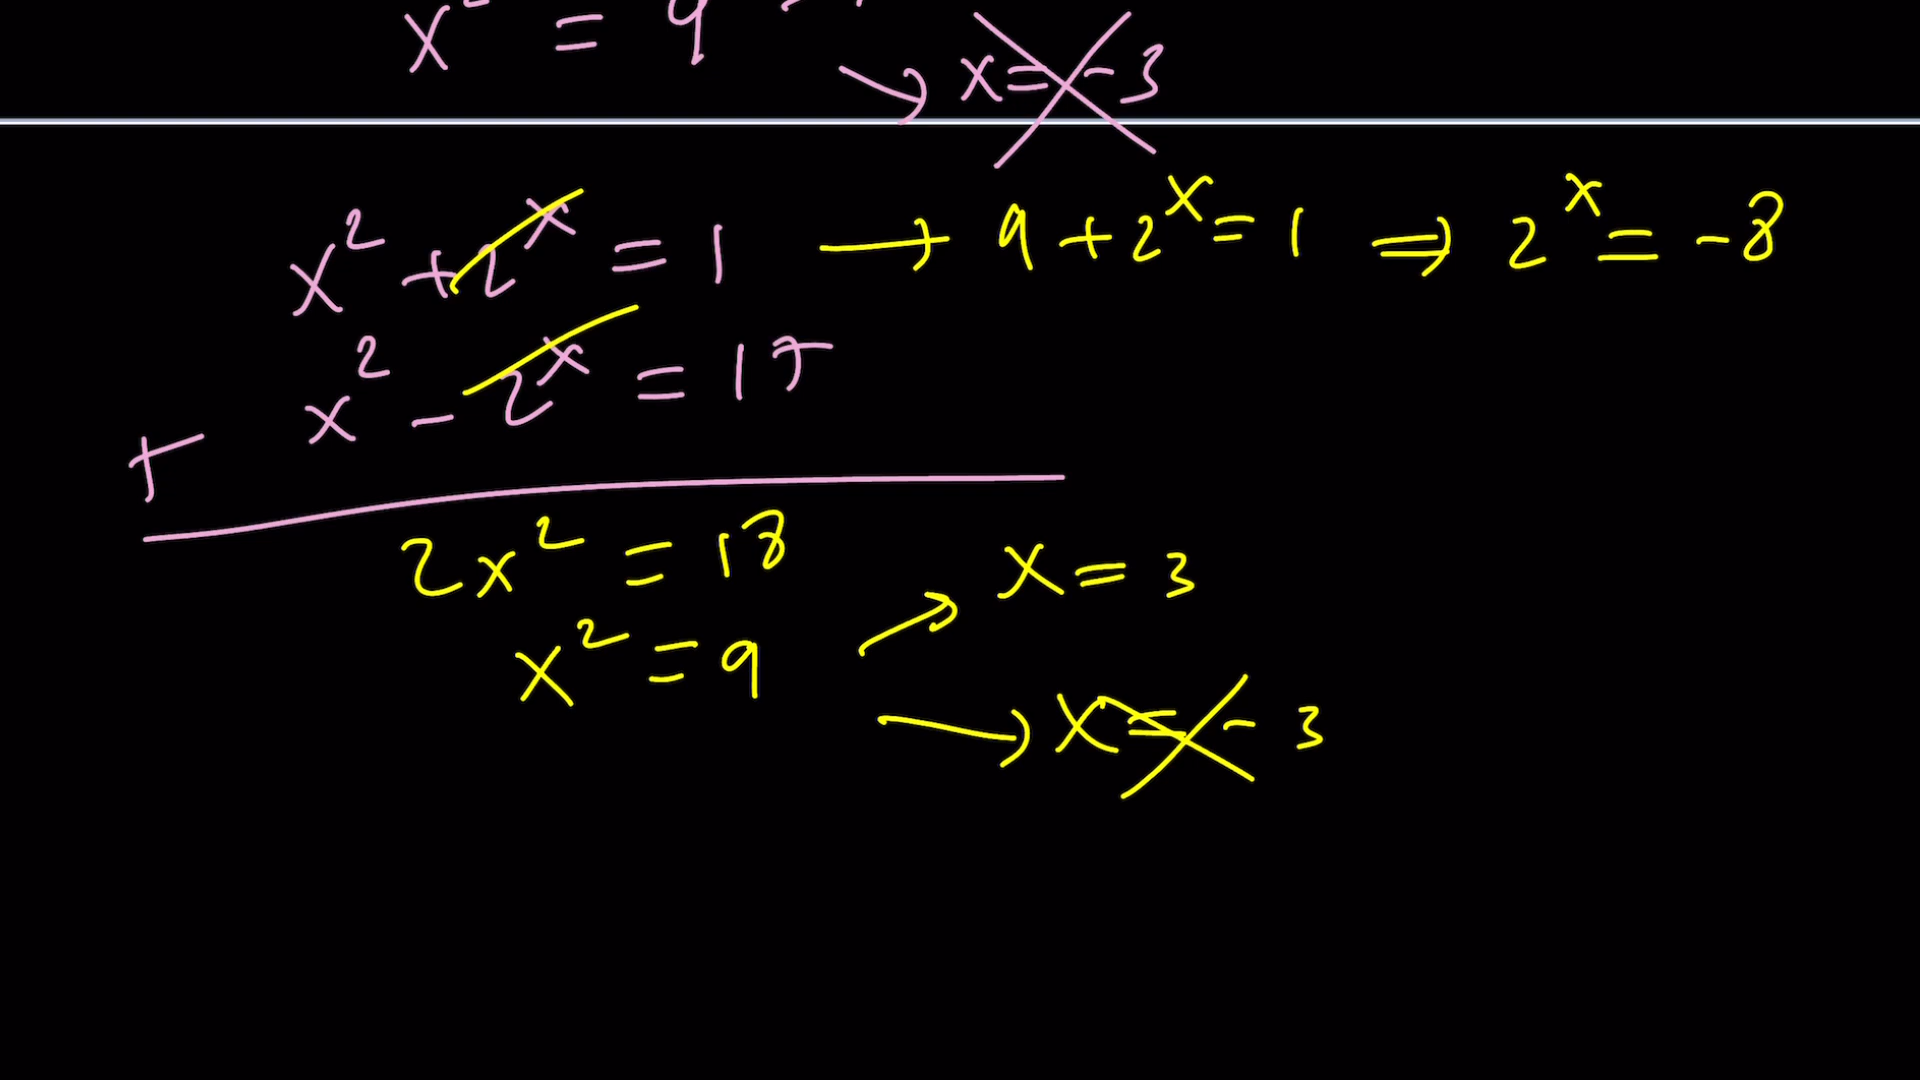 x² = 9 → x = -3
x² + 2ˣ = 1 → 9 + 2ˣ = 1 ⇒ 2ˣ = -8
x² - 2ˣ = 17
+
2x² = 18
x = 3
x² = 9
→ x = -3